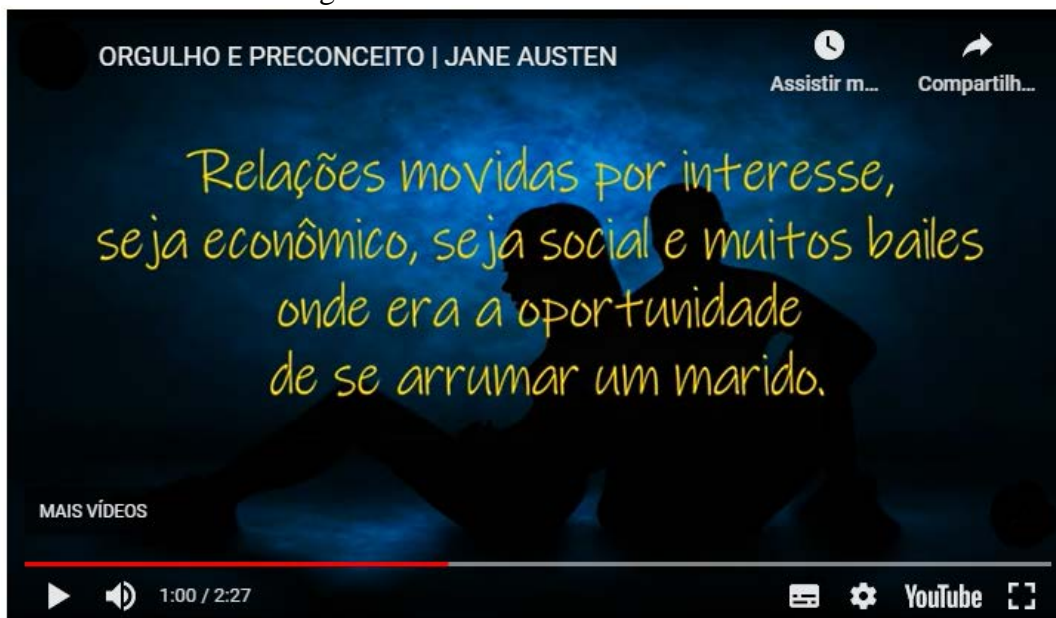 ORGULHO E PRECONCEITO | JANE AUSTEN
Assistir m...
Compartilh...
Relações movidas por interesse,
seja econômico, seja social e muitos bailes
onde era a oportunidade
de se arrumar um marido.
MAIS VÍDEOS
1:00 / 2:27
YouTube